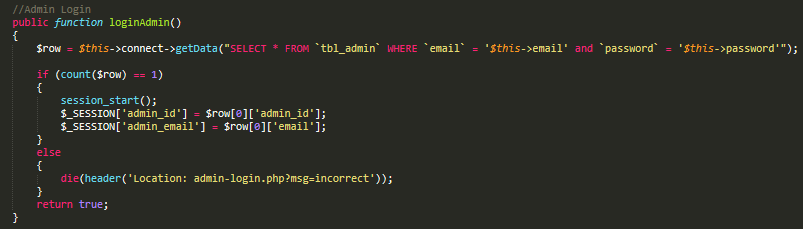 //Admin Login
public function loginAdmin()
{
$row = $this->connect->getData("SELECT * FROM `tbl_admin` WHERE `email` = '$this->email' and `password` = '$this->password'");
if (count($row) == 1)
{
session_start();
$_SESSION['admin_id'] = $row[0]['admin_id'];
$_SESSION['admin_email'] = $row[0]['email'];
}
else
{
die(header('Location: admin-login.php?msg=incorrect'));
}
return true;
}